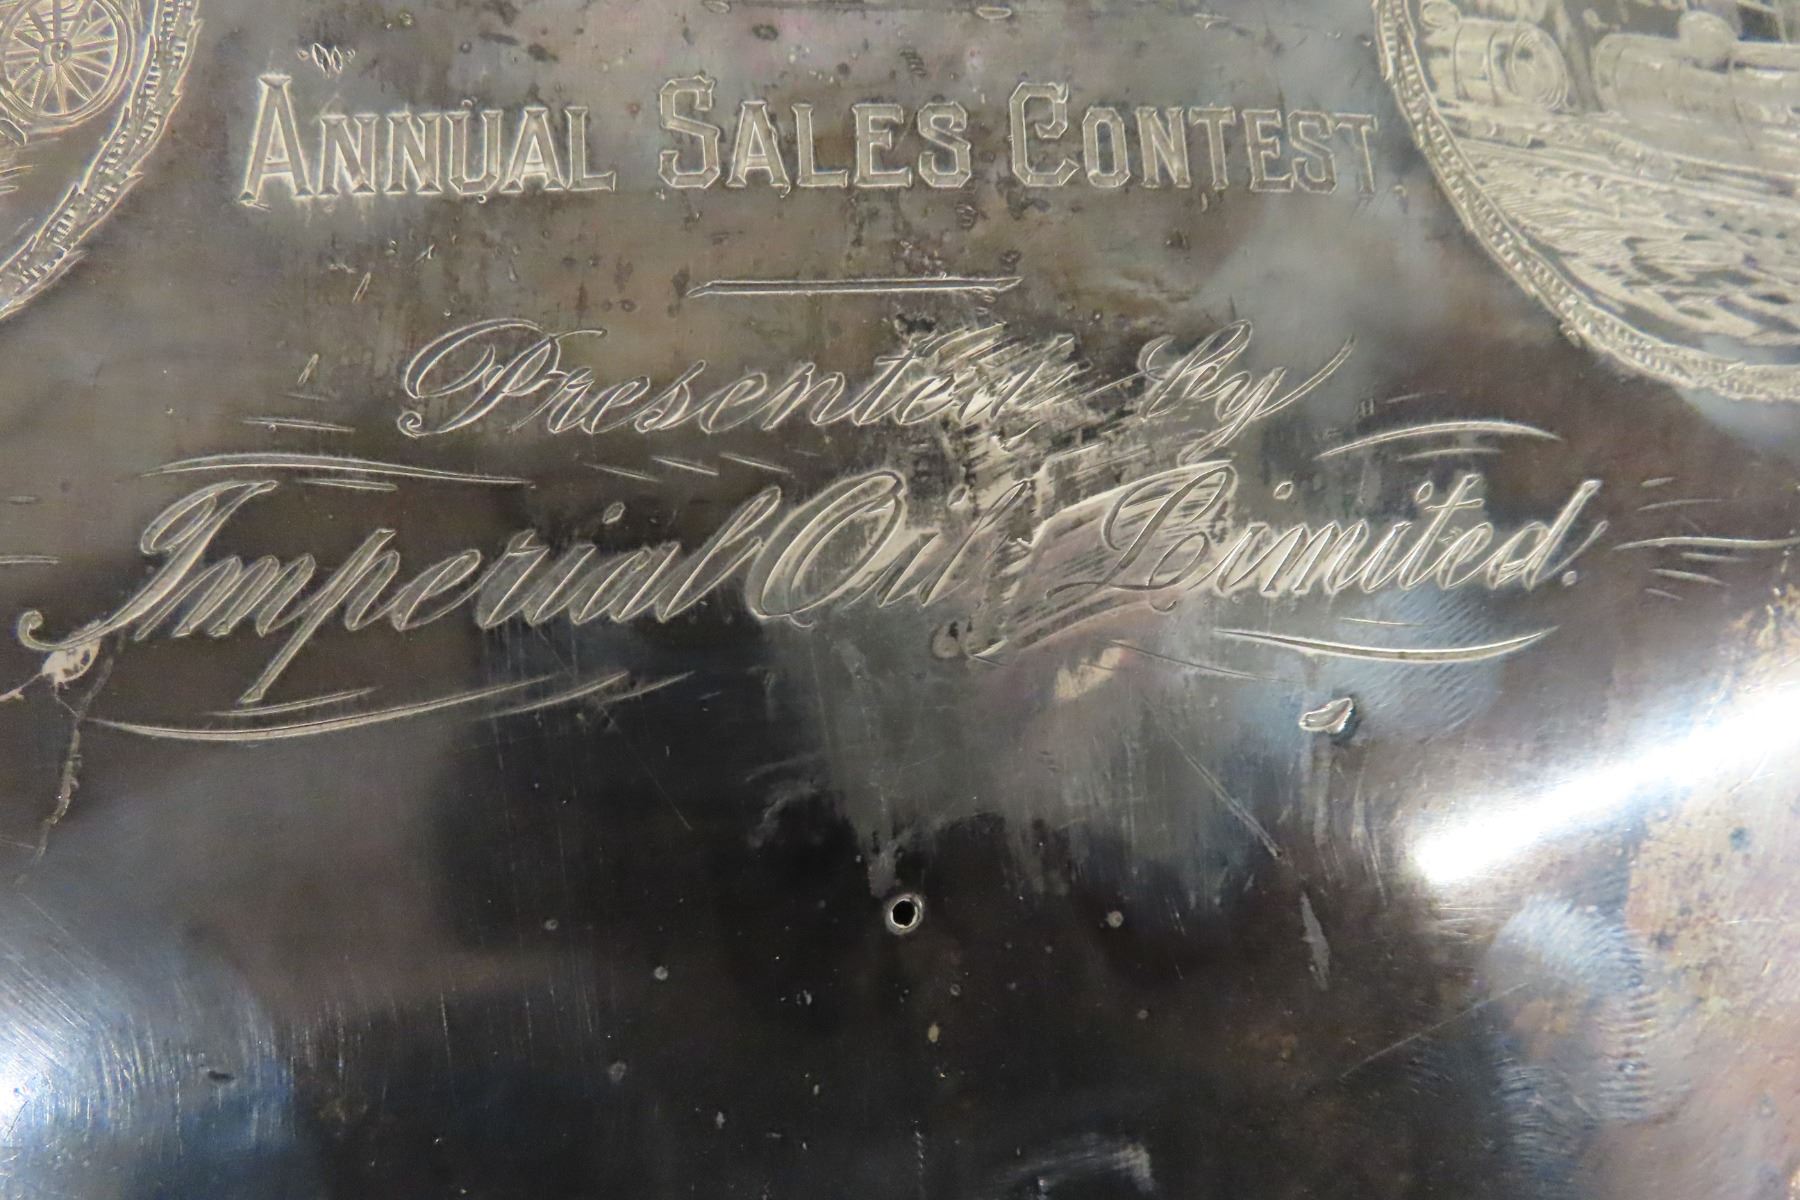 ANNUAL SALES CONTEST.
Presented by
Imperial Oil Limited.